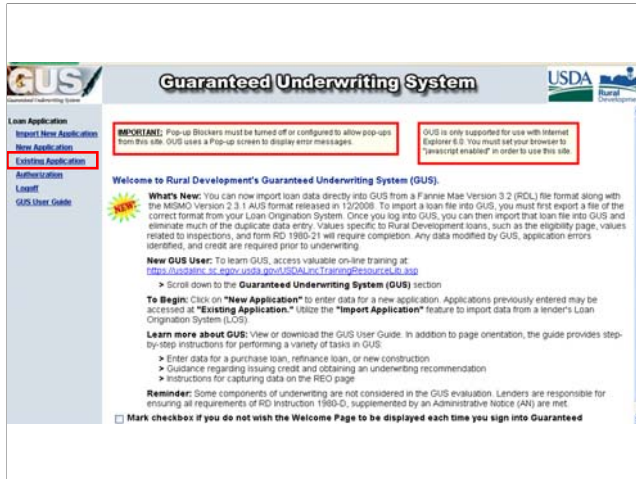 GUS
Guaranteed Underwriting System
Guaranteed Underwriting System
USDA
Rural
Development
Loan Application
Import New Application
New Application
Existing Application
Authorization
Logoff
GUS User Guide
IMPORTANT: Pop-up Blockers must be turned off or configured to allow pop-ups
from this site. GUS uses a Pop-up screen to display error messages.
GUS is only supported for use with Internet
Explorer 6.0. You must set your browser to
"javascript enabled" in order to use this site.
Welcome to Rural Development's Guaranteed Underwriting System (GUS).
NEW!
What's New: You can now import loan data directly into GUS from a Fannie Mae Version 3.2 (RDL) file format along with
the MISMO Version 2.3.1 AUS format released in 12/2008. To import a loan file into GUS, you must first export a file of the
correct format from your Loan Origination System. Once you log into GUS, you can then import that loan file into GUS and
eliminate much of the duplicate data entry. Values specific to Rural Development loans, such as the eligibility page, values
related to inspections, and form RD 1980-21 will require completion. Any data modified by GUS, application errors
identified, and credit are required prior to underwriting.
New GUS User: To learn GUS, access valuable on-line training at:
https://usdalinc.sc.egov.usda.gov/USDALincTrainingResourceLib.asp
> Scroll down to the Guaranteed Underwriting System (GUS) section
To Begin: Click on "New Application" to enter data for a new application. Applications previously entered may be
accessed at "Existing Application." Utilize the "Import Application" feature to import data from a lender's Loan
Origination System (LOS).
Learn more about GUS: View or download the GUS User Guide. In addition to page orientation, the guide provides step-
by-step instructions for performing a variety of tasks in GUS:
> Enter data for a purchase loan, refinance loan, or new construction
> Guidance regarding issuing credit and obtaining an underwriting recommendation
> Instructions for capturing data on the REO page
Reminder: Some components of underwriting are not considered in the GUS evaluation. Lenders are responsible for
ensuring all requirements of RD Instruction 1980-D, supplemented by an Administrative Notice (AN) are met.
Mark checkbox if you do not wish the Welcome Page to be displayed each time you sign into Guaranteed